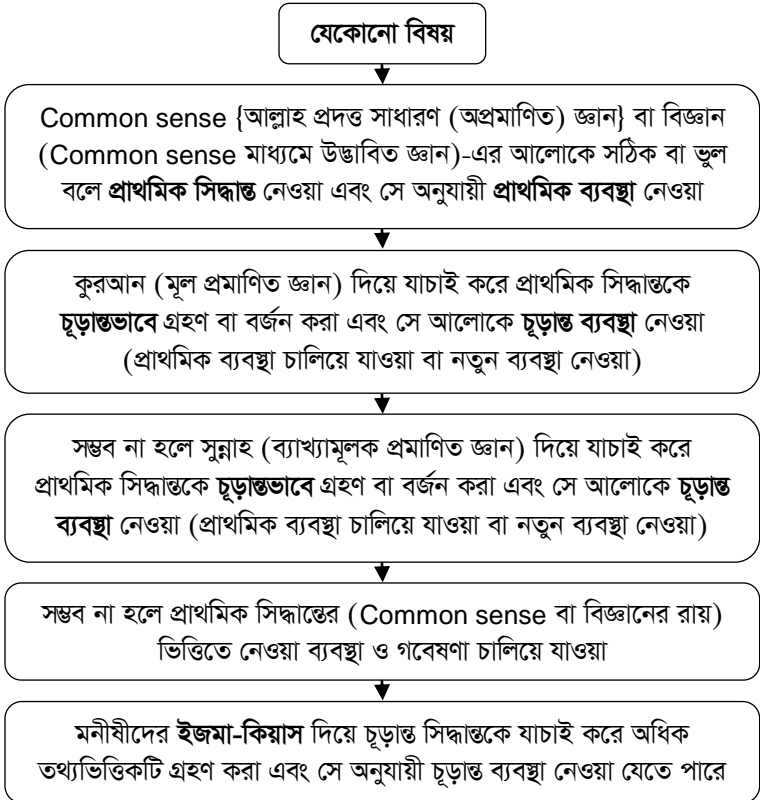 যেকোনো বিষয়
Common sense {আল্লাহ প্রদত্ত সাধারণ (অপ্রমাণিত) জ্ঞান} বা বিজ্ঞান
(Common sense মাধ্যমে উদ্ভাবিত জ্ঞান)-এর আলোকে সঠিক বা ভুল
বলে প্রাথমিক সিদ্ধান্ত নেওয়া এবং সে অনুযায়ী প্রাথমিক ব্যবস্থা নেওয়া
কুরআন (মূল প্রমাণিত জ্ঞান) দিয়ে যাচাই করে প্রাথমিক সিদ্ধান্তকে
চূড়ান্তভাবে গ্রহণ বা বর্জন করা এবং সে আলোকে চূড়ান্ত ব্যবস্থা নেওয়া
(প্রাথমিক ব্যবস্থা চালিয়ে যাওয়া বা নতুন ব্যবস্থা নেওয়া)
সম্ভব না হলে সুন্নাহ (ব্যাখ্যামূলক প্রমাণিত জ্ঞান) দিয়ে যাচাই করে
প্রাথমিক সিদ্ধান্তকে চূড়ান্তভাবে গ্রহণ বা বর্জন করা এবং সে আলোকে চূড়ান্ত
ব্যবস্থা নেওয়া (প্রাথমিক ব্যবস্থা চালিয়ে যাওয়া বা নতুন ব্যবস্থা নেওয়া)
সম্ভব না হলে প্রাথমিক সিদ্ধান্তের (Common sense বা বিজ্ঞানের রায়)
ভিত্তিতে নেওয়া ব্যবস্থা ও গবেষণা চালিয়ে যাওয়া
মনীষীদের ইজমা-কিয়াস দিয়ে চূড়ান্ত সিদ্ধান্তকে যাচাই করে অধিক
তথ্যভিত্তিকটি গ্রহণ করা এবং সে অনুযায়ী চূড়ান্ত ব্যবস্থা নেওয়া যেতে পারে